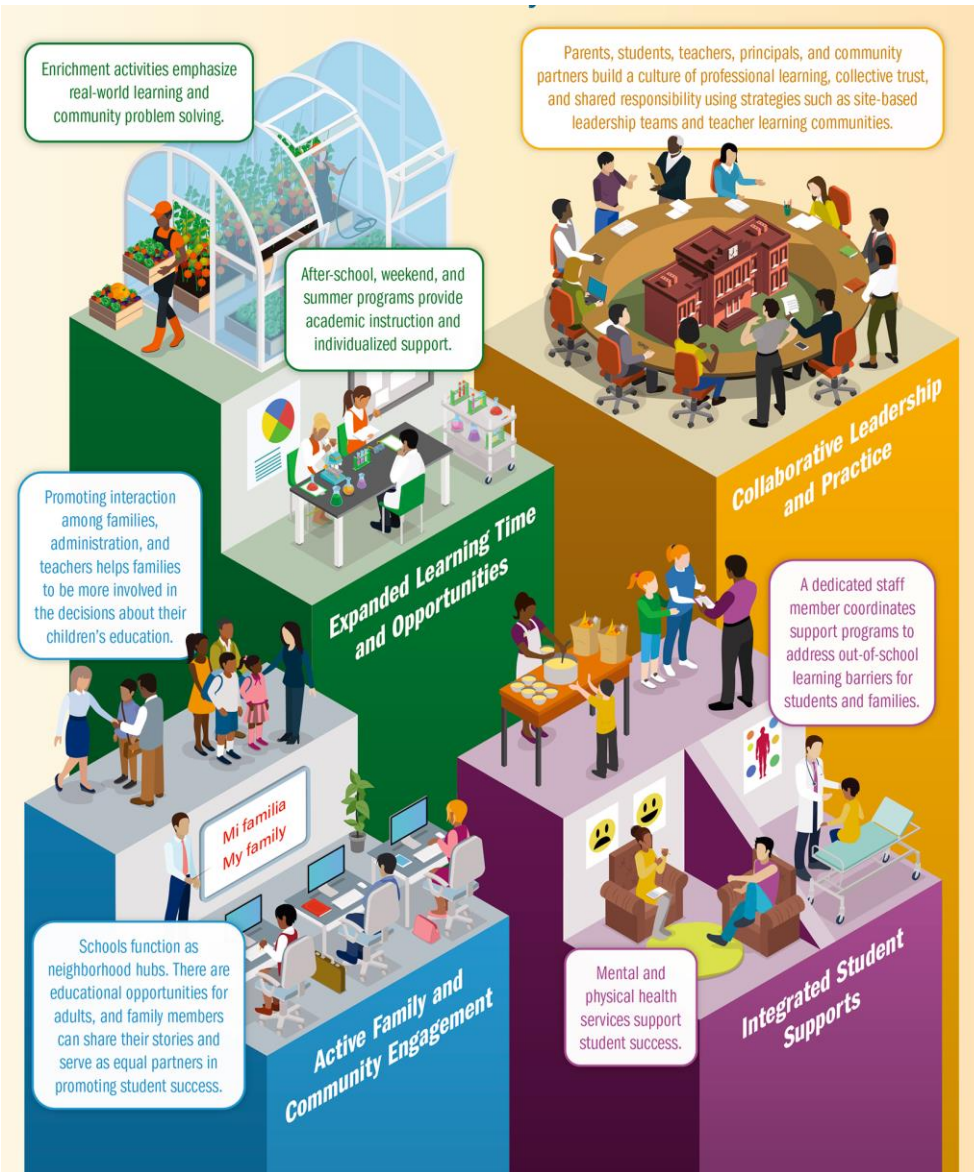 Enrichment activities emphasize
real-world learning and
community problem solving.
Parents, students, teachers, principals, and community
partners build a culture of professional learning, collective trust,
and shared responsibility using strategies such as site-based
leadership teams and teacher learning communities.
After-school, weekend, and
summer programs provide
academic instruction and
individualized support.
Collaborative Leadership
and Practice
Expanded Learning Time
and Opportunities
Promoting interaction
among families,
administration, and
teachers helps families
to be more involved in
the decisions about their
children's education.
A dedicated staff
member coordinates
support programs to
address out-of-school
learning barriers for
students and families.
Mi familia
My family
Schools function as
neighborhood hubs. There are
educational opportunities for
adults, and family members
can share their stories and
serve as equal partners in
promoting student success.
Active Family and
Community Engagement
Mental and
physical health
services support
student success.
Integrated Student
Supports